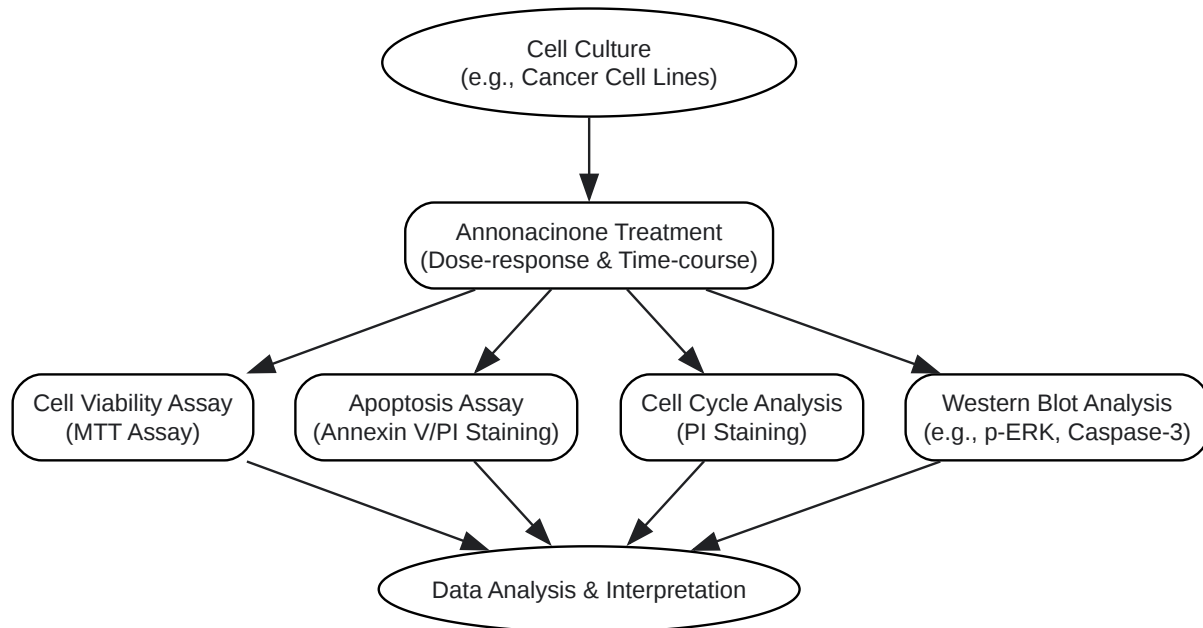 Cell Culture
(e.g., Cancer Cell Lines)
Annonacinone Treatment
(Dose-response & Time-course)
Cell Viability Assay
(MTT Assay)
Apoptosis Assay
(Annexin V/PI Staining)
Cell Cycle Analysis
(PI Staining)
Western Blot Analysis
(e.g., p-ERK, Caspase-3)
Data Analysis & Interpretation